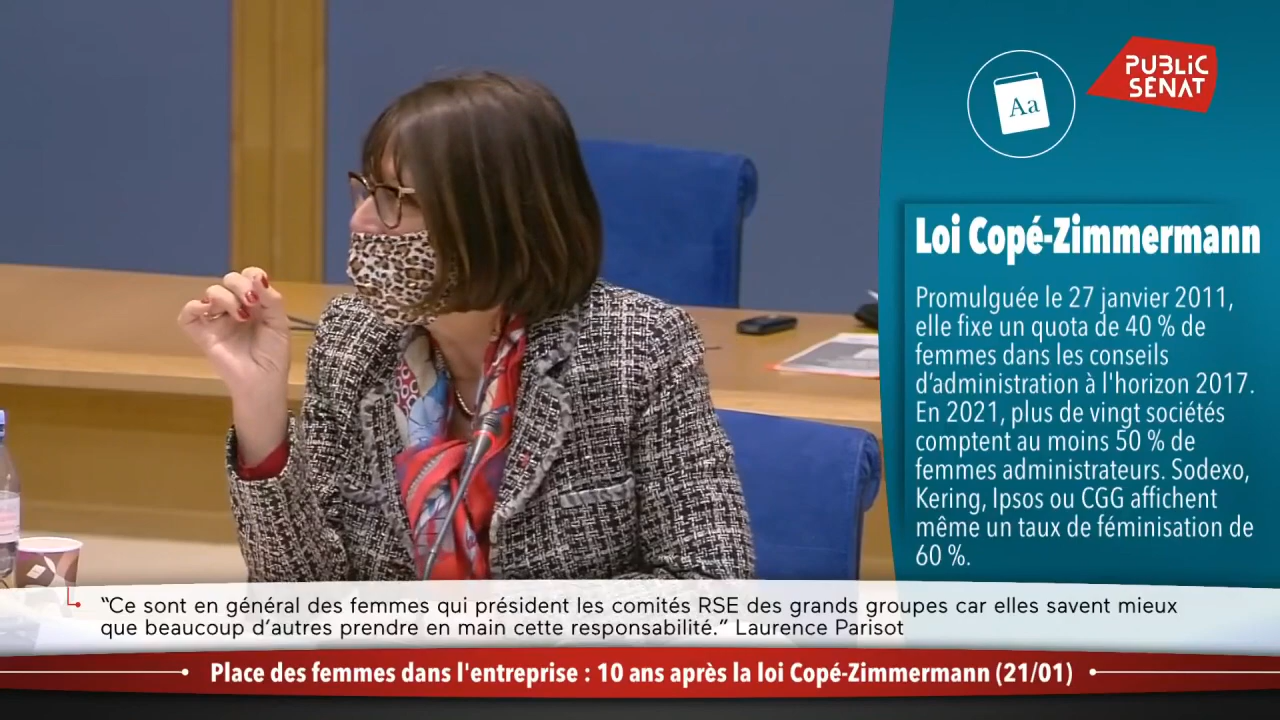 PUBLIC
SÉNAT
Aa
Loi Copé-Zimmermann
Promulguée le 27 janvier 2011,
elle fixe un quota de 40 % de
femmes dans les conseils
d’administration à l'horizon 2017.
En 2021, plus de vingt sociétés
comptent au moins 50 % de
femmes administrateurs. Sodexo,
Kering, Ipsos ou CGG affichent
même un taux de féminisation de
60 %.
“Ce sont en général des femmes qui président les comités RSE des grands groupes car elles savent mieux
que beaucoup d’autres prendre en main cette responsabilité.” Laurence Parisot
Place des femmes dans l'entreprise : 10 ans après la loi Copé-Zimmermann (21/01)